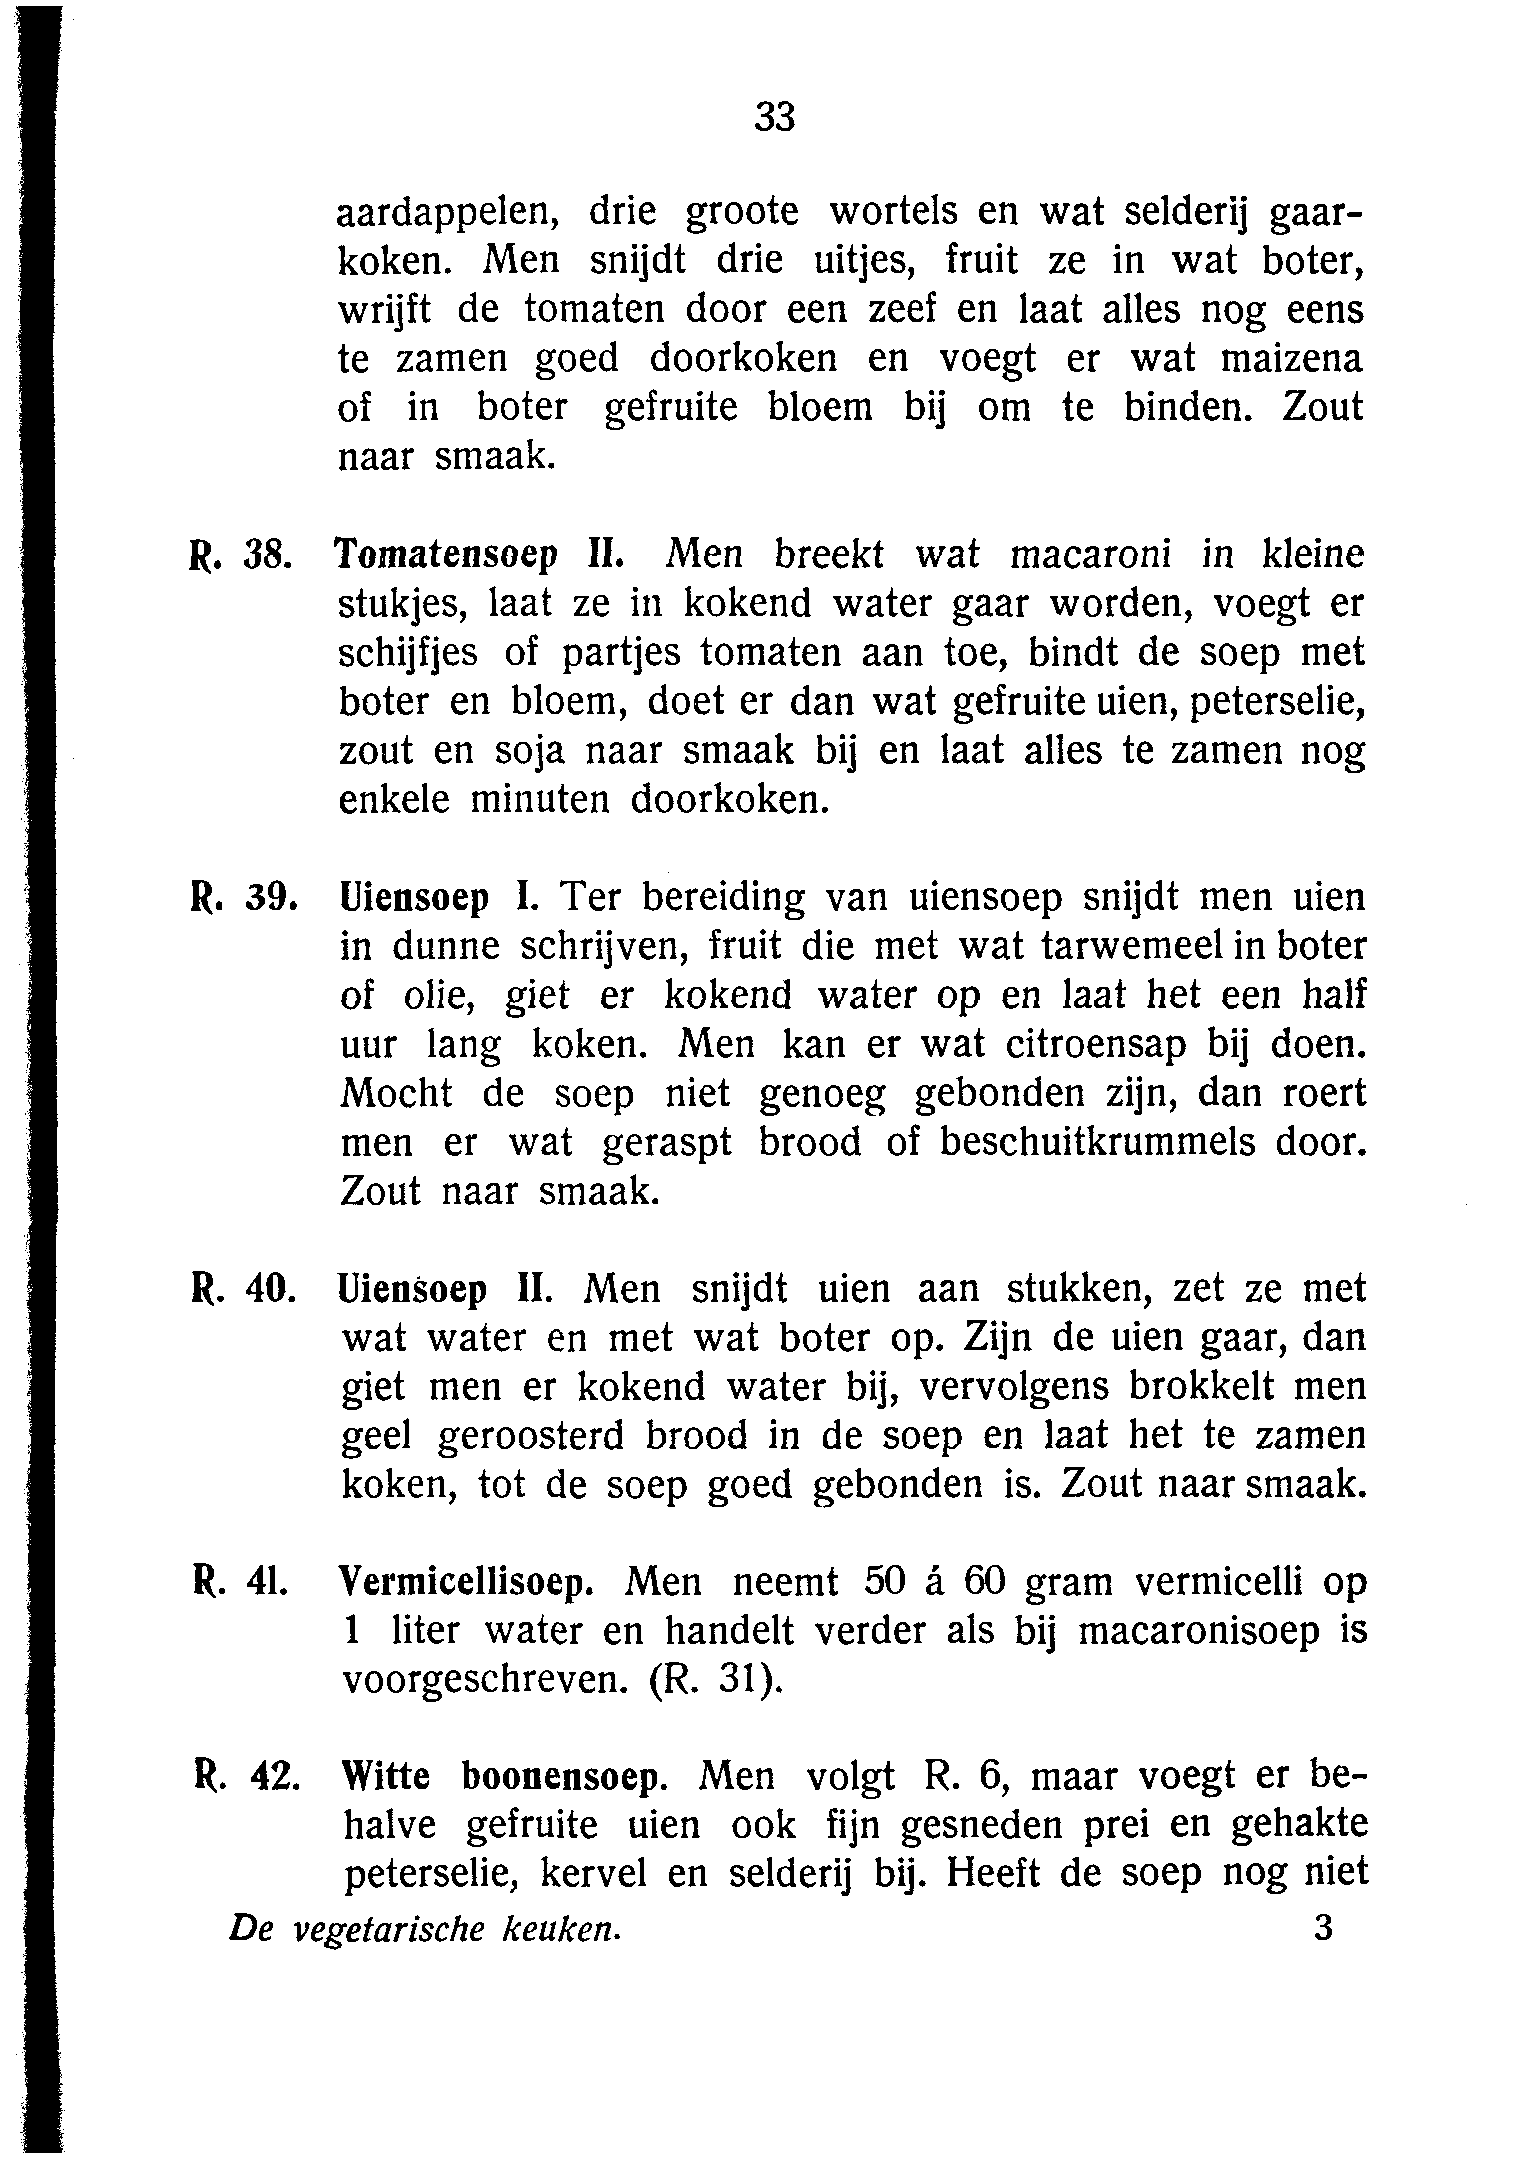 33
aardappelen, drie groote wortels en wat selderij gaar-
koken. Men snijdt drie uitjes, fruit ze in wat boter,
wrijft de tomaten door een zeef en laat alles nog eens
te zamen goed doorkoken en voegt er wat maizena
of in boter gefruite bloem bij om te binden. Zout
naar smaak.
R. 38. Tomatensoep II. Men breekt wat macaroni in kleine
stukjes, laat ze in kokend water gaar worden, voegt er
schijfjes of partjes tomaten aan toe, bindt de soep met
boter en bloem, doet er dan wat gefruite uien, peterselie,
zout en soja naar smaak bij en laat alles te zamen nog
enkele minuten doorkoken.
R. 39. Uiensoep I. Ter bereiding van uiensoep snijdt men uien
in dunne schrijven, fruit die met wat tarwemeel in boter
of olie, giet er kokend water op en laat het een half
uur lang koken. Men kan er wat citroensap bij doen.
Mocht de soep niet genoeg gebonden zijn, dan roert
men er wat geraspt brood of beschuitkrummels door.
Zout naar smaak.
R. 40. Uiensoep II. Men snijdt uien aan stukken, zet ze met
wat water en met wat boter op. Zijn de uien gaar, dan
giet men er kokend water bij, vervolgens brokkelt men
geel geroosterd brood in de soep en laat het te zamen
koken, tot de soep goed gebonden is. Zout naar smaak.
R. 41. Vermicellisoep. Men neemt 50 á 60 gram vermicelli op
1 liter water en handelt verder als bij macaronisoep is
voorgeschreven. (R. 31).
R. 42. Witte boonensoep. Men volgt R. 6, maar voegt er be-
halve gefruite uien ook fijn gesneden prei en gehakte
peterselie, kervel en selderij bij. Heeft de soep nog niet
De vegetarische keuken. 3